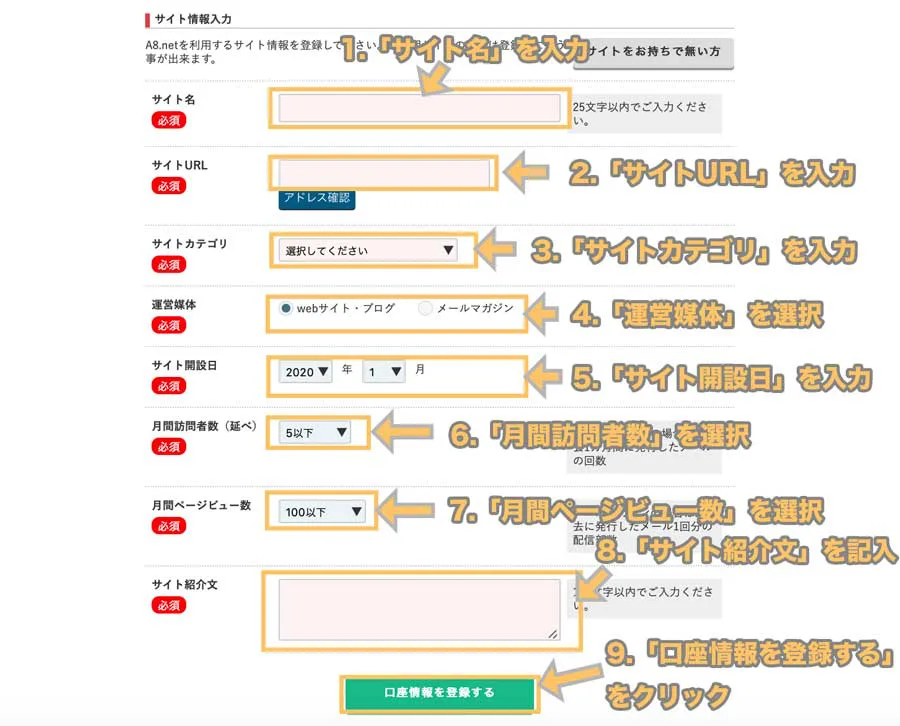 サイト情報入力
A8.netを利用するサイト情報を登録して
さい。
事が出来ます。
1.「サイト名」を入力
サイトをお持ちで無い方
サイト名
必須
25文字以内でご入力くださ
い。
サイトURL
必須
アドレス確認
2.「サイトURL」を入力
サイトカテゴリ
必須
選択してください ▼
3.「サイトカテゴリ」を入力
運営媒体
必須
webサイト・ブログ メールマガジン
4.「運営媒体」を選択
サイト開設日
必須
2020 ▼ 年 1 ▼ 月
5.「サイト開設日」を入力
月間訪問者数（延べ）
必須
5以下 ▼
6.「月間訪問者数」を選択
の回数
月間ページビュー数
必須
100以下 ▼
7.「月間ページビュー数」を選択
去に発行したメール1回分の
配信部数
サイト紹介文
必須
8.「サイト紹介文」を記入
文字以内でご入力くださ
い。
口座情報を登録する
9.「口座情報を登録する」
をクリック